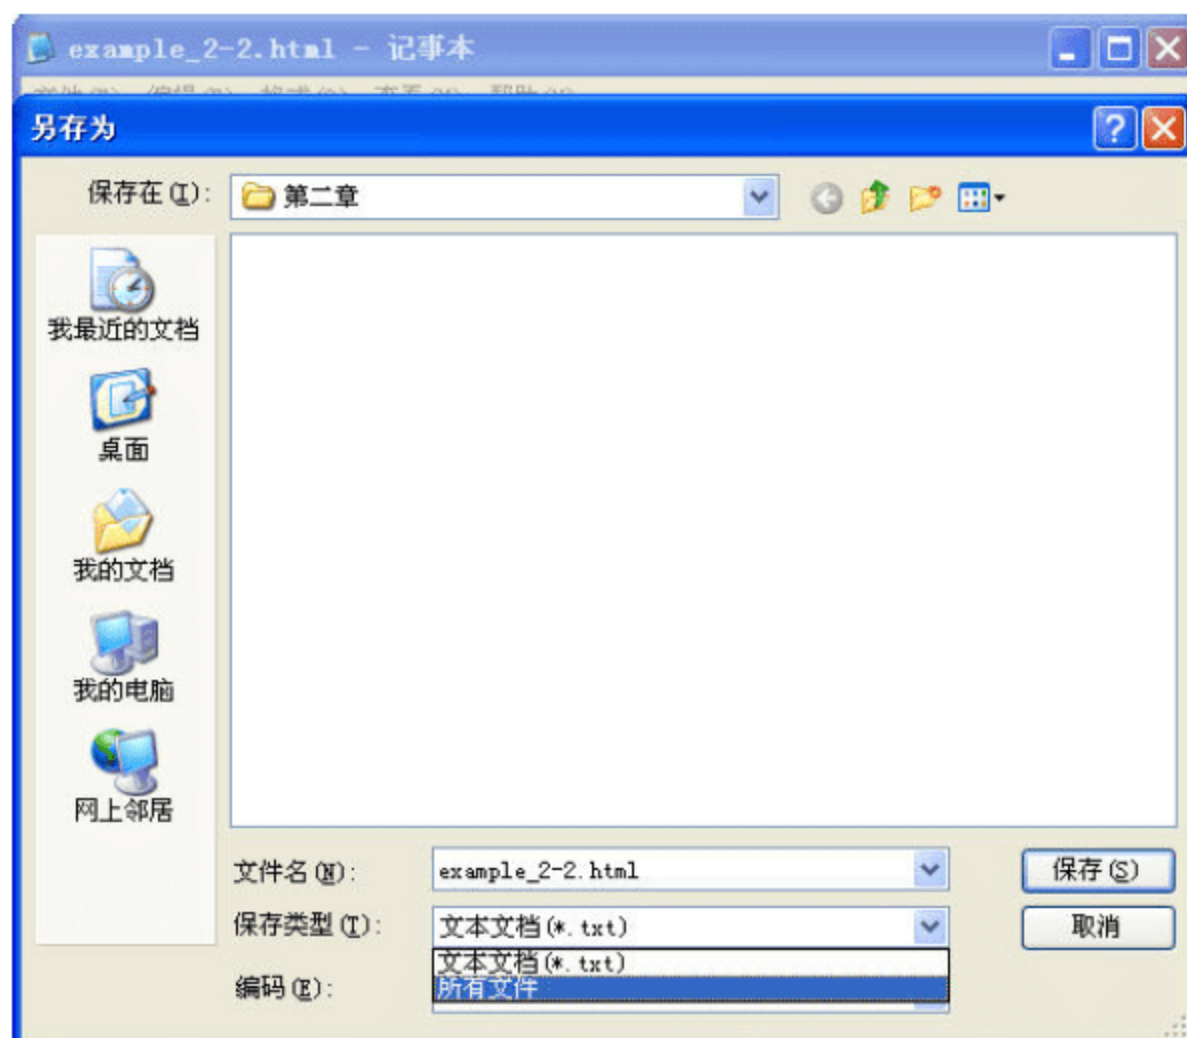 example_2-2.html - 记事本
另存为
保存在(I):
第二章
我最近的文档
桌面
我的文档
我的电脑
网上邻居
文件名(N):
example_2-2.html
保存(S)
保存类型(T):
文本文档(*.txt)
取消
文本文档(*.txt)
编码(E):
所有文件